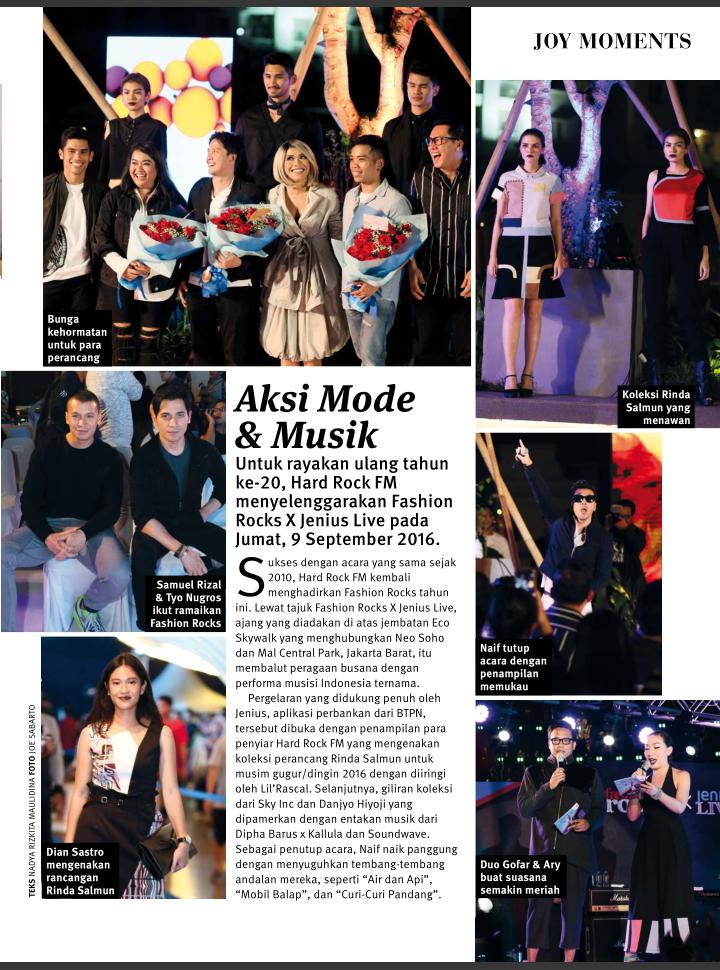 JOY MOMENTS
Bunga
kehormatan
untuk para
perancang
Koleksi Rinda
Salmun yang
menawan
Samuel Rizal
& Tyo Nugros
ikut ramaikan
Fashion Rocks
Aksi Mode
& Musik
Untuk rayakan ulang tahun
ke-20, Hard Rock FM
menyelenggarakan Fashion
Rocks X Jenius Live pada
Jumat, 9 September 2016.
Sukses dengan acara yang sama sejak
2010, Hard Rock FM kembali
menghadirkan Fashion Rocks tahun
ini. Lewat tajuk Fashion Rocks X Jenius Live,
ajang yang diadakan di atas jembatan Eco
Skywalk yang menghubungkan Neo Soho
dan Mal Central Park, Jakarta Barat, itu
membalut peragaan busana dengan
performa musisi Indonesia ternama.
Pergelaran yang didukung penuh oleh
Jenius, aplikasi perbankan dari BTPN,
tersebut dibuka dengan penampilan para
penyiar Hard Rock FM yang mengenakan
koleksi perancang Rinda Salmun untuk
musim gugur/dingin 2016 dengan diiringi
oleh Lil’Rascal. Selanjutnya, giliran koleksi
dari Sky Inc dan Danjyo Hiyoji yang
dipamerkan dengan entakan musik dari
Dipha Barus x Kallula dan Soundwave.
Sebagai penutup acara, Naif naik panggung
dengan menyuguhkan tembang-tembang
andalan mereka, seperti “Air dan Api”,
“Mobil Balap”, dan “Curi-Curi Pandang”.
Naif tutup
acara dengan
penampilan
memukau
Dian Sastro
mengenakan
rancangan
Rinda Salmun
TEKS NADYA RIZKITA MAULIDINA FOTO JOE SABARTO
Duo Gofar & Ary
buat suasana
semakin meriah
Marshall